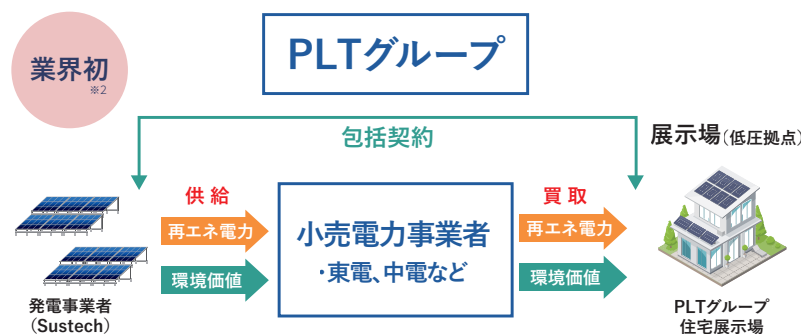 業界初
※2
PLTグループ
包括契約
展示場(低圧拠点)
供給
再エネ電力
環境価値
小売電力事業者
・東電、中電など
買取
再エネ電力
環境価値
発電事業者
(Sustech)
PLTグループ
住宅展示場